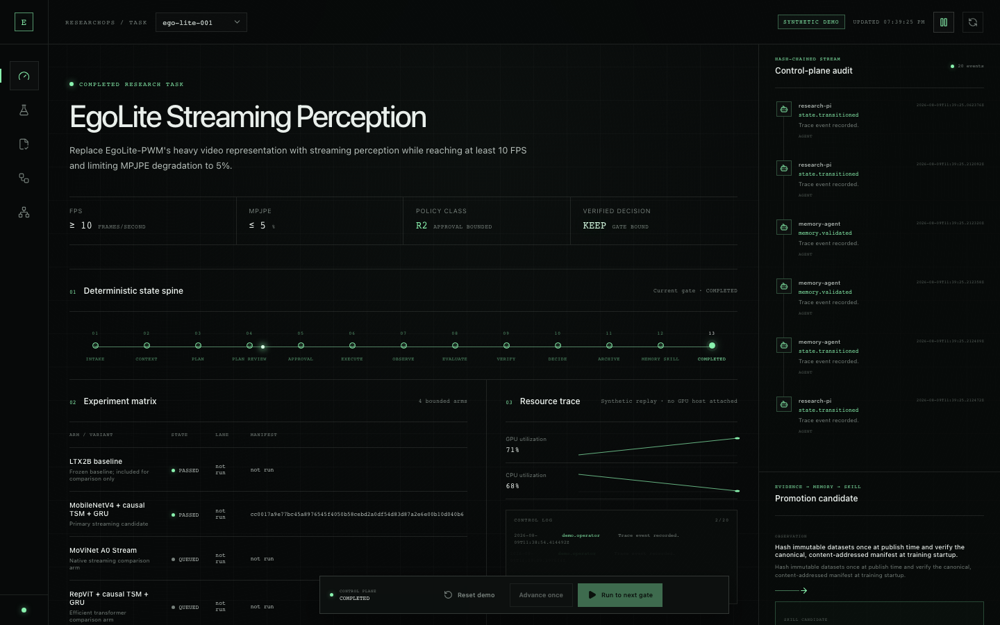 E
RESEARCHOPS / TASK
ego-lite-001
SYNTHETIC DEMO
UPDATED 07:39:25 PM
COMPLETED RESEARCH TASK
EgoLite Streaming Perception
Replace EgoLite-PWM's heavy video representation with streaming perception while reaching at least 10 FPS
and limiting MPJPE degradation to 5%.
FPS
≥ 10 FRAMES/SECOND
MPJPE
≤ 5 %
POLICY CLASS
R2 APPROVAL BOUNDED
VERIFIED DECISION
KEEP GATE BOUND
01 Deterministic state spine
Current gate · COMPLETED
01 02 03 04 05 06 07 08 09 10 11 12 13
INTAKE CONTEXT PLAN PLAN REVIEW APPROVAL EXECUTE OBSERVE EVALUATE VERIFY DECIDE ARCHIVE MEMORY SKILL COMPLETED
02 Experiment matrix
4 bounded arms
ARM / VARIANT STATE LANE MANIFEST
LTX2B baseline
Frozen baseline; included for
comparison only
PASSED
not
run
not run
MobileNetV4 + causal
TSM + GRU
Primary streaming candidate
PASSED
not
run
MoViNet A0 Stream
Native streaming comparison
arm
QUEUED
not
run
not run
RepViT + causal TSM +
GRU
Efficient transformer
comparison arm
QUEUED
not
run
not run
03 Resource trace
Synthetic replay · no GPU host attached
GPU utilization
71%
CPU utilization
68%
CONTROL LOG
2/20
2026-08-
09T11:38:54.414492Z
demo.operator
Trace event recorded.
CONTROL PLANE
COMPLETED
Reset demo
Advance once
Run to next gate
HASH-CHAINED STREAM
Control-plane audit
20 events
research-pi
state.transitioned
Trace event recorded.
AGENT
research-pi
state.transitioned
Trace event recorded.
AGENT
memory-agent
memory.validated
Trace event recorded.
AGENT
memory-agent
memory.validated
Trace event recorded.
AGENT
memory-agent
state.transitioned
Trace event recorded.
AGENT
research-pi
state.transitioned
Trace event recorded.
AGENT
EVIDENCE → MEMORY → SKILL
Promotion candidate
OBSERVATION
Hash immutable datasets once at publish time and verify the
canonical, content-addressed manifest at training startup.
Hash immutable datasets once at publish time and verify the canonical,
content-addressed manifest at training startup.
SKILL CANDIDATE